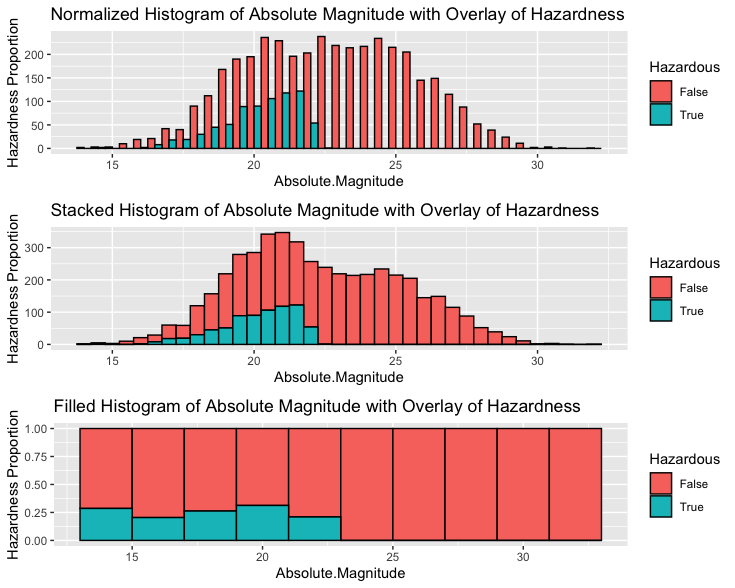 Normalized Histogram of Absolute Magnitude with Overlay of Hazardness
Hazardness Proportion
200
150
100
50
0
15 20 25 30
Absolute.Magnitude
Hazardous
False
True
Stacked Histogram of Absolute Magnitude with Overlay of Hazardness
Hazardness Proportion
300
200
100
0
15 20 25 30
Absolute.Magnitude
Hazardous
False
True
Filled Histogram of Absolute Magnitude with Overlay of Hazardness
Hazardness Proportion
1.00
0.75
0.50
0.25
0.00
15 20 25 30
Absolute.Magnitude
Hazardous
False
True